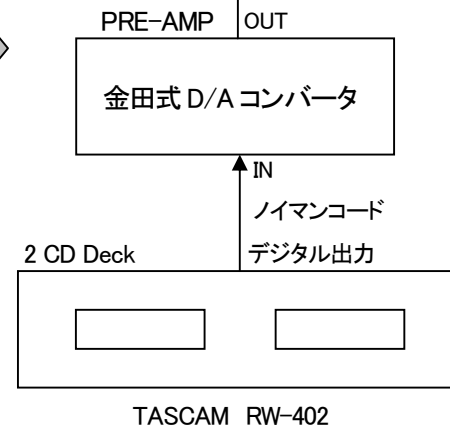 PRE-AMP OUT
金田式 D/A コンバータ
IN
ノイマンコード
2 CD Deck デジタル出力
TASCAM RW-402